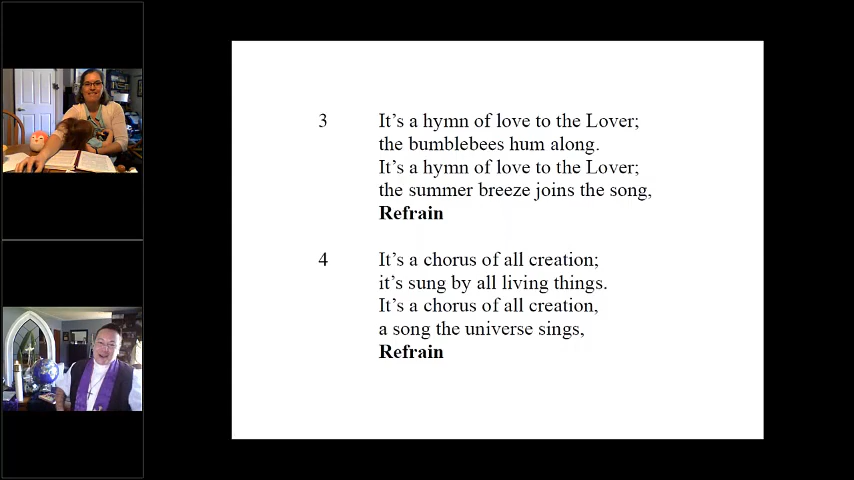 3 It's a hymn of love to the Lover;
the bumblebees hum along.
It's a hymn of love to the Lover;
the summer breeze joins the song,
Refrain
4 It's a chorus of all creation;
it's sung by all living things.
It's a chorus of all creation,
a song the universe sings,
Refrain